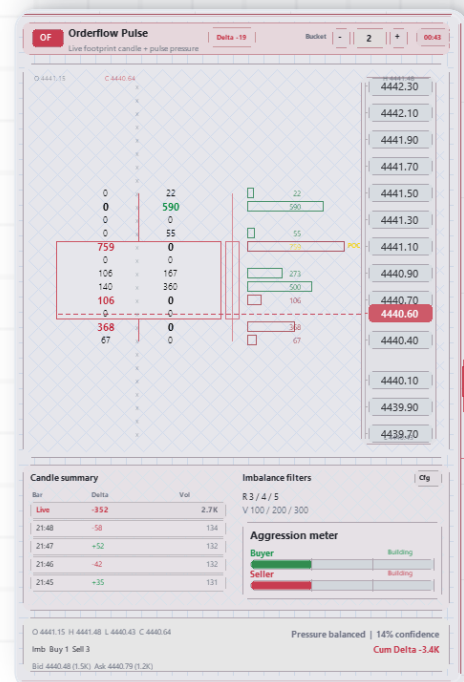 OF Orderflow Pulse Delta -19 Bucket - 2 + 00:43
Live footprint candle + pulse pressure
O 4441.15 C 4440.64
4442.30
4442.10
4441.90
4441.70
0 22 22 4441.50
0 590 590
0 0 4441.30
0 55 55
759 0 759 POC 4441.10
0 0
106 167 273 4440.90
140 360 500
106 0 106 4440.70
0 0 4440.60
368 0 368
67 0 67 4440.40
4440.10
4439.90
4439.70
Candle summary
Bar Delta Vol
Live -352 2.7K
21:48 -58 134
21:47 +52 132
21:46 -42 132
21:45 +35 131
Imbalance filters Cfg
R 3 / 4 / 5
V 100 / 200 / 300
Aggression meter
Buyer Building
Seller Building
O 4441.15 H 4441.48 L 4440.43 C 4440.64
Imb Buy 1 Sell 3
Bid 4440.48 (1.5K) Ask 4440.79 (1.2K)
Pressure balanced | 14% confidence
Cum Delta -3.4K